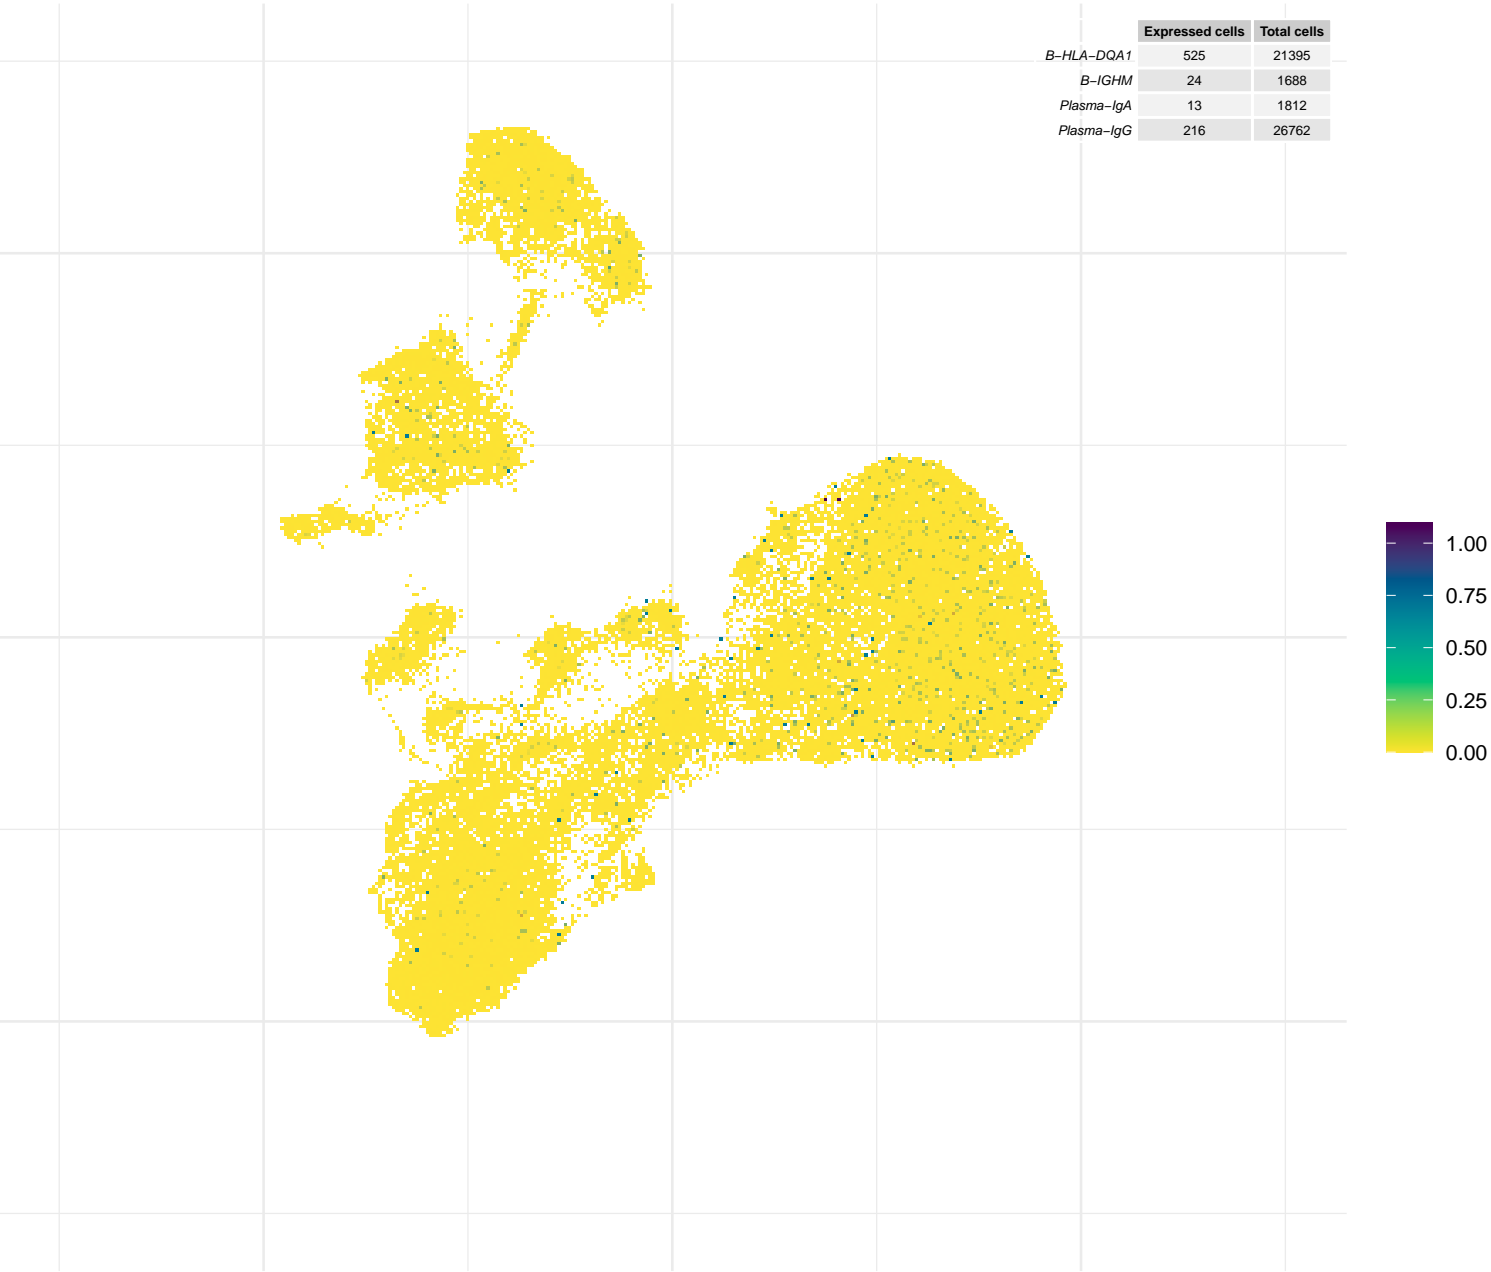 Expressed cells Total cells
B−HLA−DQA1 525 21395
B−IGHM 24 1688
Plasma−IgA 13 1812
Plasma−IgG 216 26762
1.00
0.75
0.50
0.25
0.00